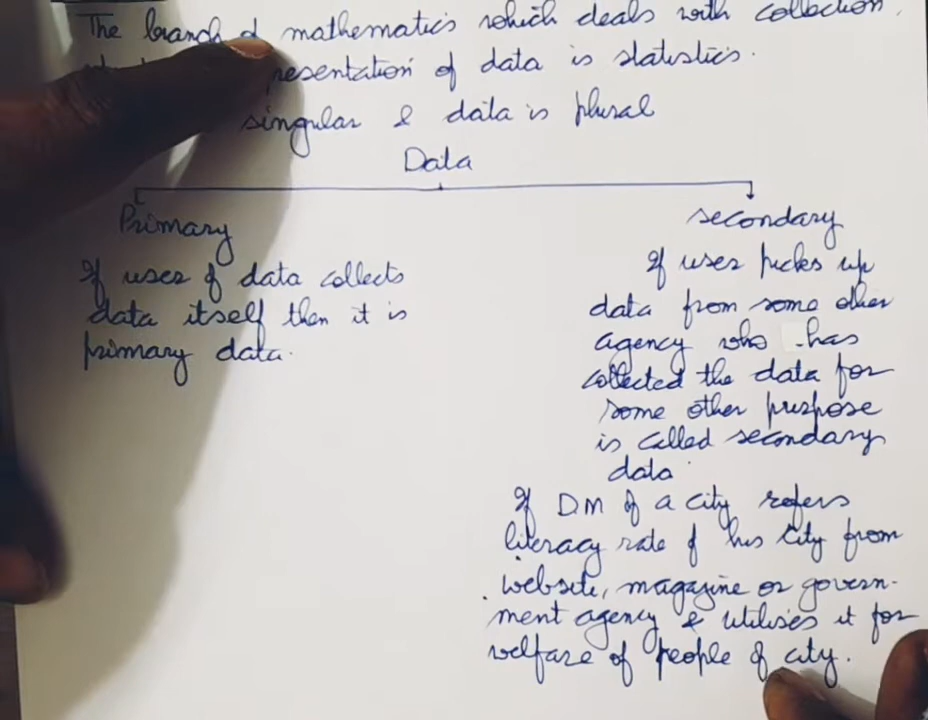 The branch of mathematics which deals with collection,
presentation of data is statistics.
singular & data is plural
Data
Primary
If user of data collects
data itself then it is
primary data.
secondary
If user picks up
data from some other
agency who has
collected the data for
some other purspose
is called secondary
data.
If DM of a city refers
literacy rate of his city from
website, magazine or govern-
ment agency & utilises it for
welfare of people of city.